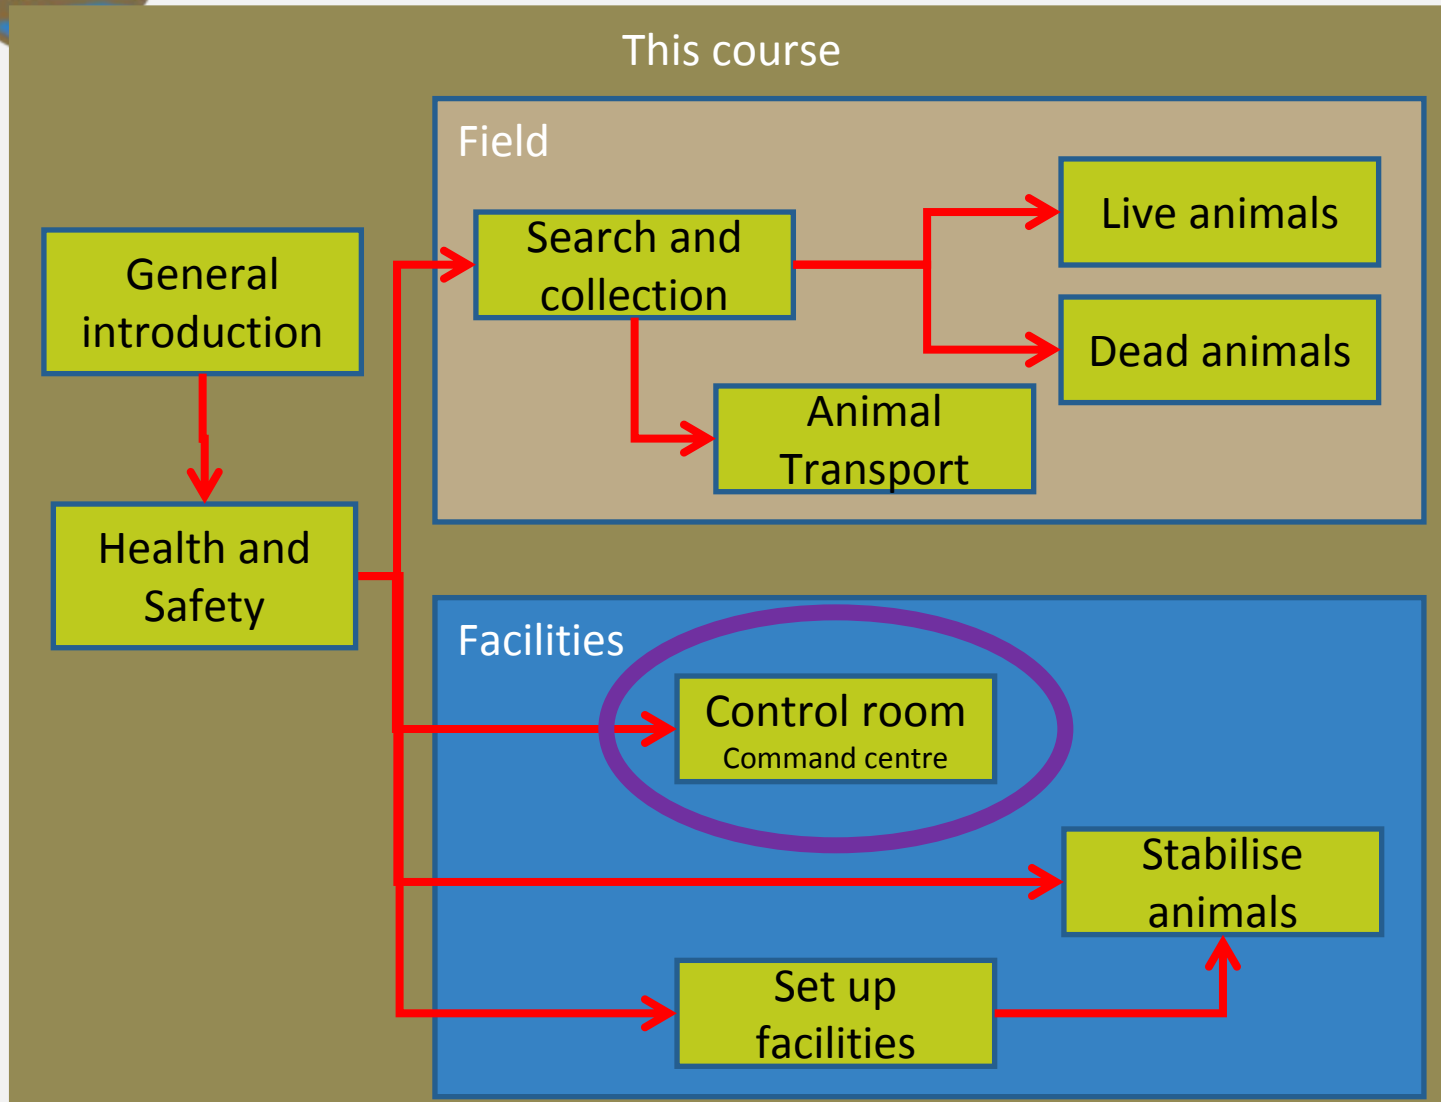 This course
Field
General
introduction
Search and
collection
Live animals
Dead animals
Animal
Transport
Health and
Safety
Facilities
Control room
Command centre
Stabilise
animals
Set up
facilities